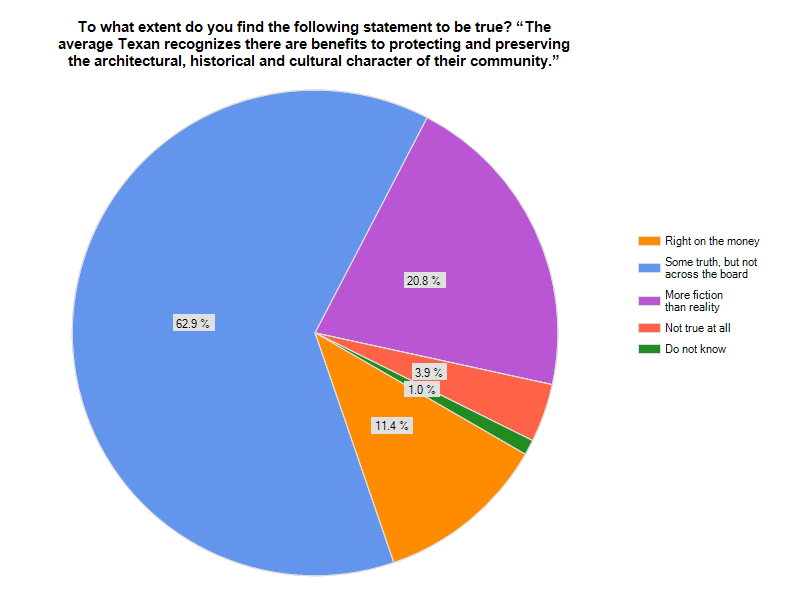 To what extent do you find the following statement to be true? “The
average Texan recognizes there are benefits to protecting and preserving
the architectural, historical and cultural character of their community.”
20.8 %
62.9 %
3.9 %
1.0 %
11.4 %
Right on the money
Some truth, but not
across the board
More fiction
than reality
Not true at all
Do not know